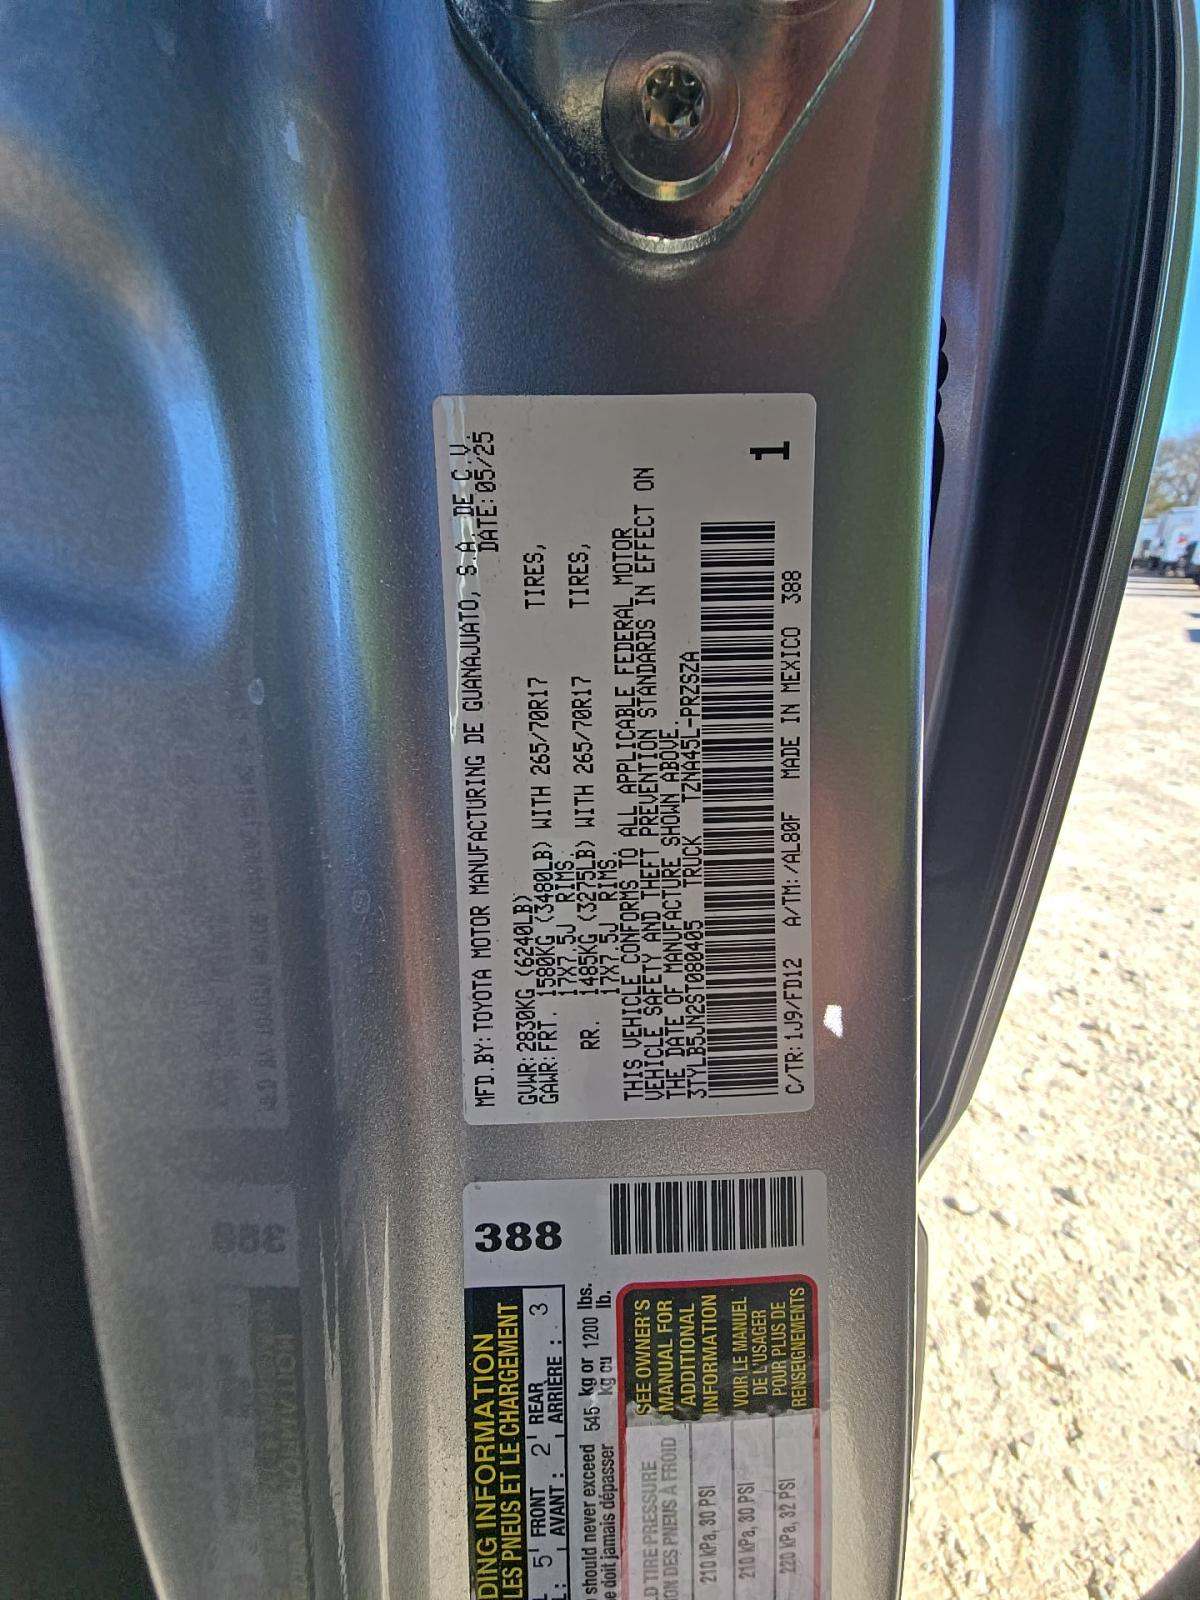 MFD.BY:TOYOTA MOTOR MANUFACTURING DE GUANAJUATO, S.A. DE C.V.
DATE:05/25
GVWR:2830KG (6240LB)
GAWR:FRT. 1580KG (3480LB) WITH 265/70R17 TIRES,
17X7.5J RIMS.
RR. 1485KG (3275LB) WITH 265/70R17 TIRES,
17X7.5J RIMS.
THIS VEHICLE CONFORMS TO ALL APPLICABLE FEDERAL MOTOR
VEHICLE SAFETY AND THEFT PREVENTION STANDARDS IN EFFECT ON
THE DATE OF MANUFACTURE SHOWN ABOVE.
3TYLB5JN2ST080405 TRUCK TZNA45L-PRZSZA
1
C/TR:1J9/FD12 A/TM:/AL80F MADE IN MEXICO 388
388
DING INFORMATION
LES PNEUS ET LE CHARGEMENT
5 FRONT 2 REAR 3
AVANT : ARRIÈRE :
should never exceed 545 kg or 1200 lbs.
e doit jamais dépasser kg ou lb.
D TIRE PRESSURE
ON DES PNEUS À FROID
210 kPa, 30 PSI
210 kPa, 30 PSI
220 kPa, 32 PSI
SEE OWNER'S
MANUAL FOR
ADDITIONAL
INFORMATION
VOIR LE MANUEL
DE L'USAGER
POUR PLUS DE
RENSEIGNEMENTS